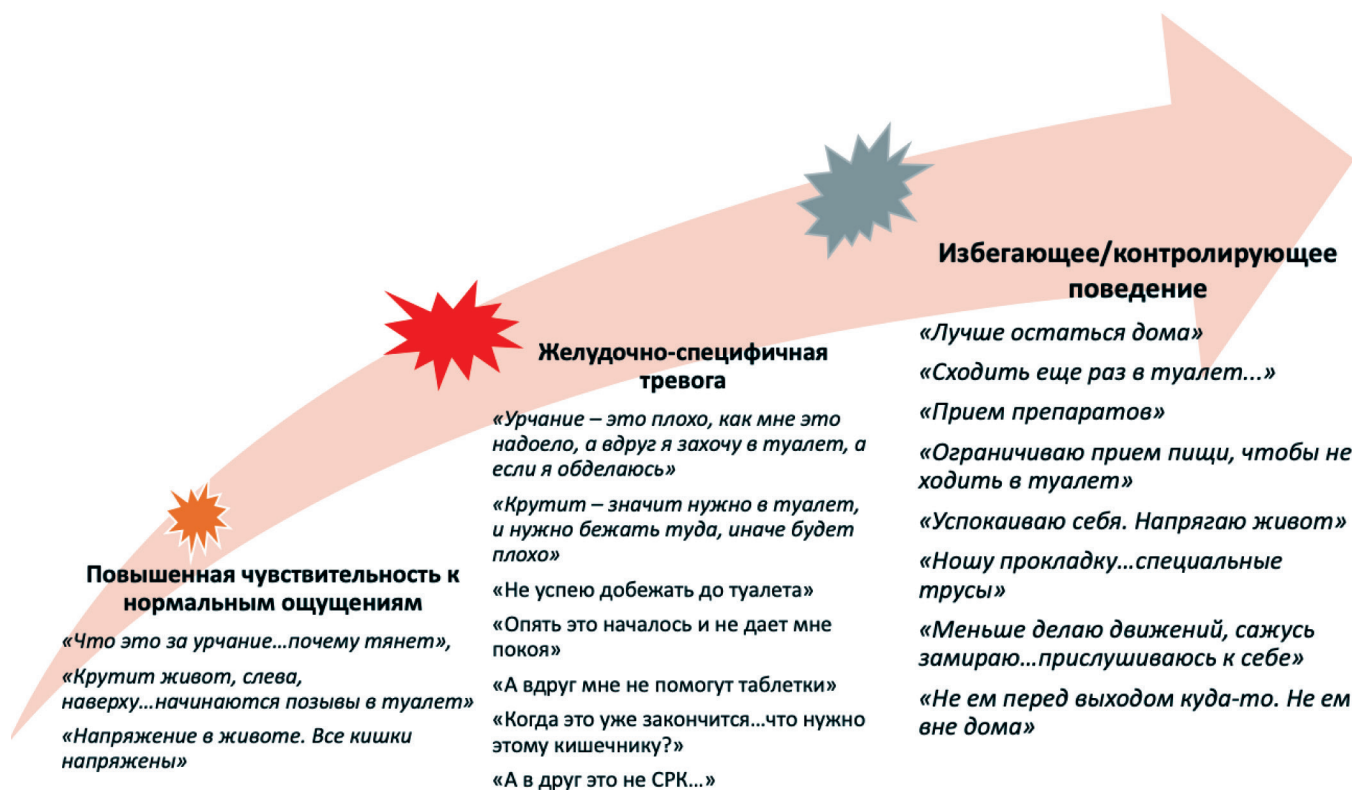 Повышенная чувствительность к
нормальным ощущениям
«Что это за урчание...почему тянет»,
«Крутит живот, слева,
наверху...начинаются позывы в туалет»
«Напряжение в животе. Все кишки
напряжены»
Желудочно-специфичная
тревога
«Урчание – это плохо, как мне это
надоело, а вдруг я захочу в туалет, а
если я обделаюсь»
«Крутит – значит нужно в туалет,
и нужно бежать туда, иначе будет
плохо»
«Не успею добежать до туалета»
«Опять это началось и не дает мне
покоя»
«А вдруг мне не помогут таблетки»
«Когда это уже закончится...что нужно
этому кишечнику?»
«А в друг это не СРК...»
Избегающее/контролирующее
поведение
«Лучше остаться дома»
«Сходить еще раз в туалет...»
«Прием препаратов»
«Ограничиваю прием пищи, чтобы не
ходить в туалет»
«Успокаиваю себя. Напрягаю живот»
«Ношу прокладку...специальные
трусы»
«Меньше делаю движений, сажусь
замираю...прислушиваюсь к себе»
«Не ем перед выходом куда-то. Не ем
вне дома»